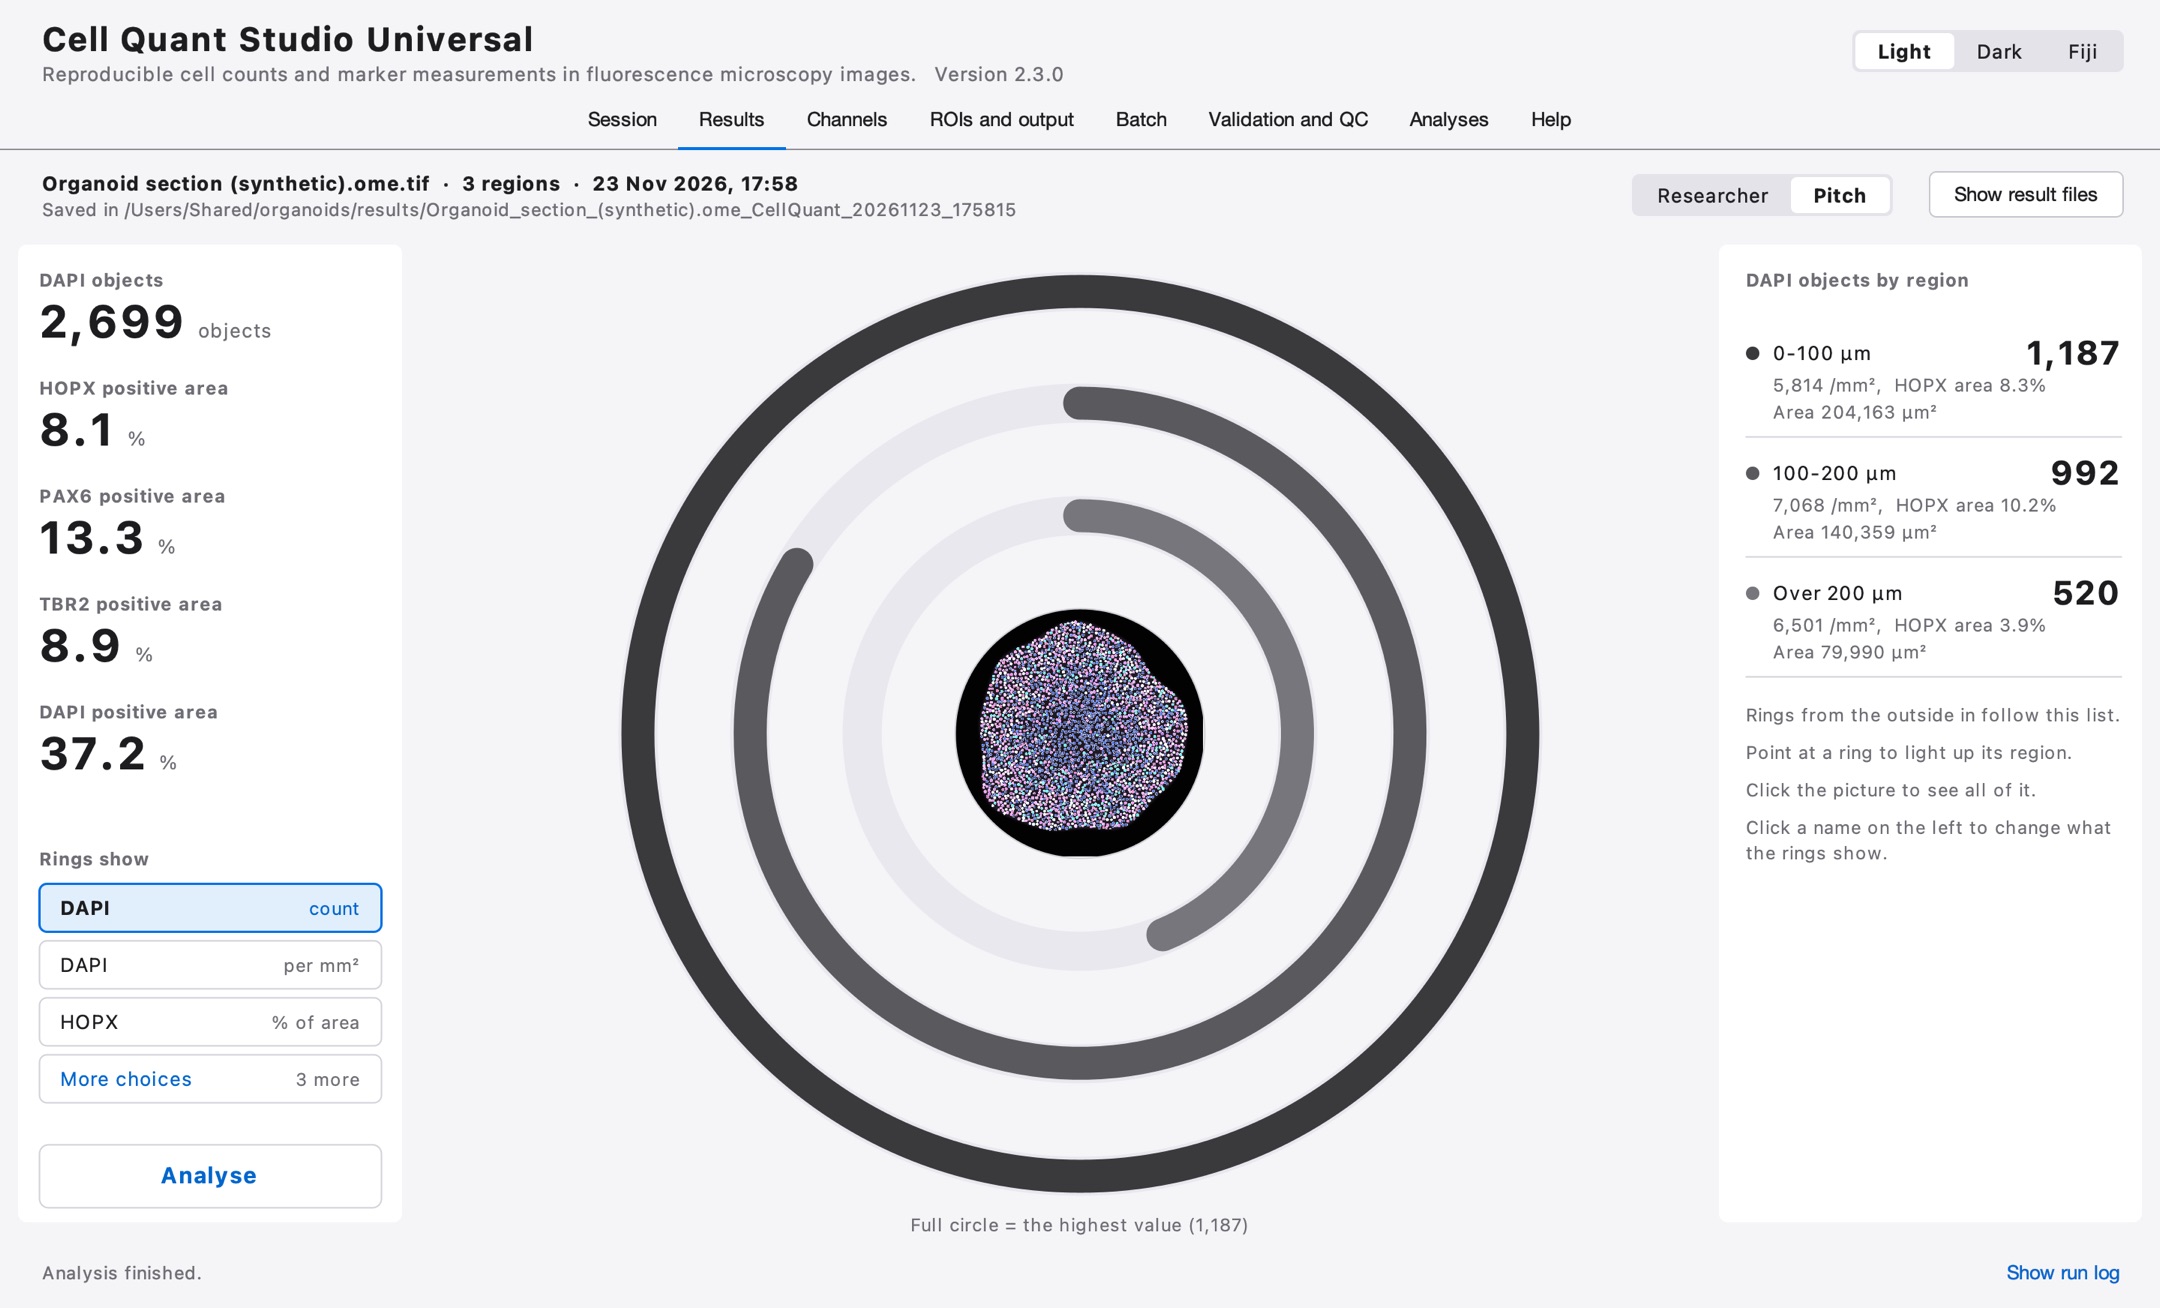 Cell Quant Studio Universal
Reproducible cell counts and marker measurements in fluorescence microscopy images. Version 2.3.0
Light Dark Fiji
Session Results Channels ROIs and output Batch Validation and QC Analyses Help
Organoid section (synthetic).ome.tif · 3 regions · 23 Nov 2026, 17:58
Saved in /Users/Shared/organoids/results/Organoid_section_(synthetic).ome_CellQuant_20261123_175815
Researcher Pitch
Show result files
DAPI objects
2,699 objects
HOPX positive area
8.1 %
PAX6 positive area
13.3 %
TBR2 positive area
8.9 %
DAPI positive area
37.2 %
Rings show
DAPI count
DAPI per mm²
HOPX % of area
More choices 3 more
Analyse
Full circle = the highest value (1,187)
DAPI objects by region
0-100 µm 1,187
5,814 /mm², HOPX area 8.3%
Area 204,163 µm²
100-200 µm 992
7,068 /mm², HOPX area 10.2%
Area 140,359 µm²
Over 200 µm 520
6,501 /mm², HOPX area 3.9%
Area 79,990 µm²
Rings from the outside in follow this list.
Point at a ring to light up its region.
Click the picture to see all of it.
Click a name on the left to change what
the rings show.
Analysis finished.
Show run log